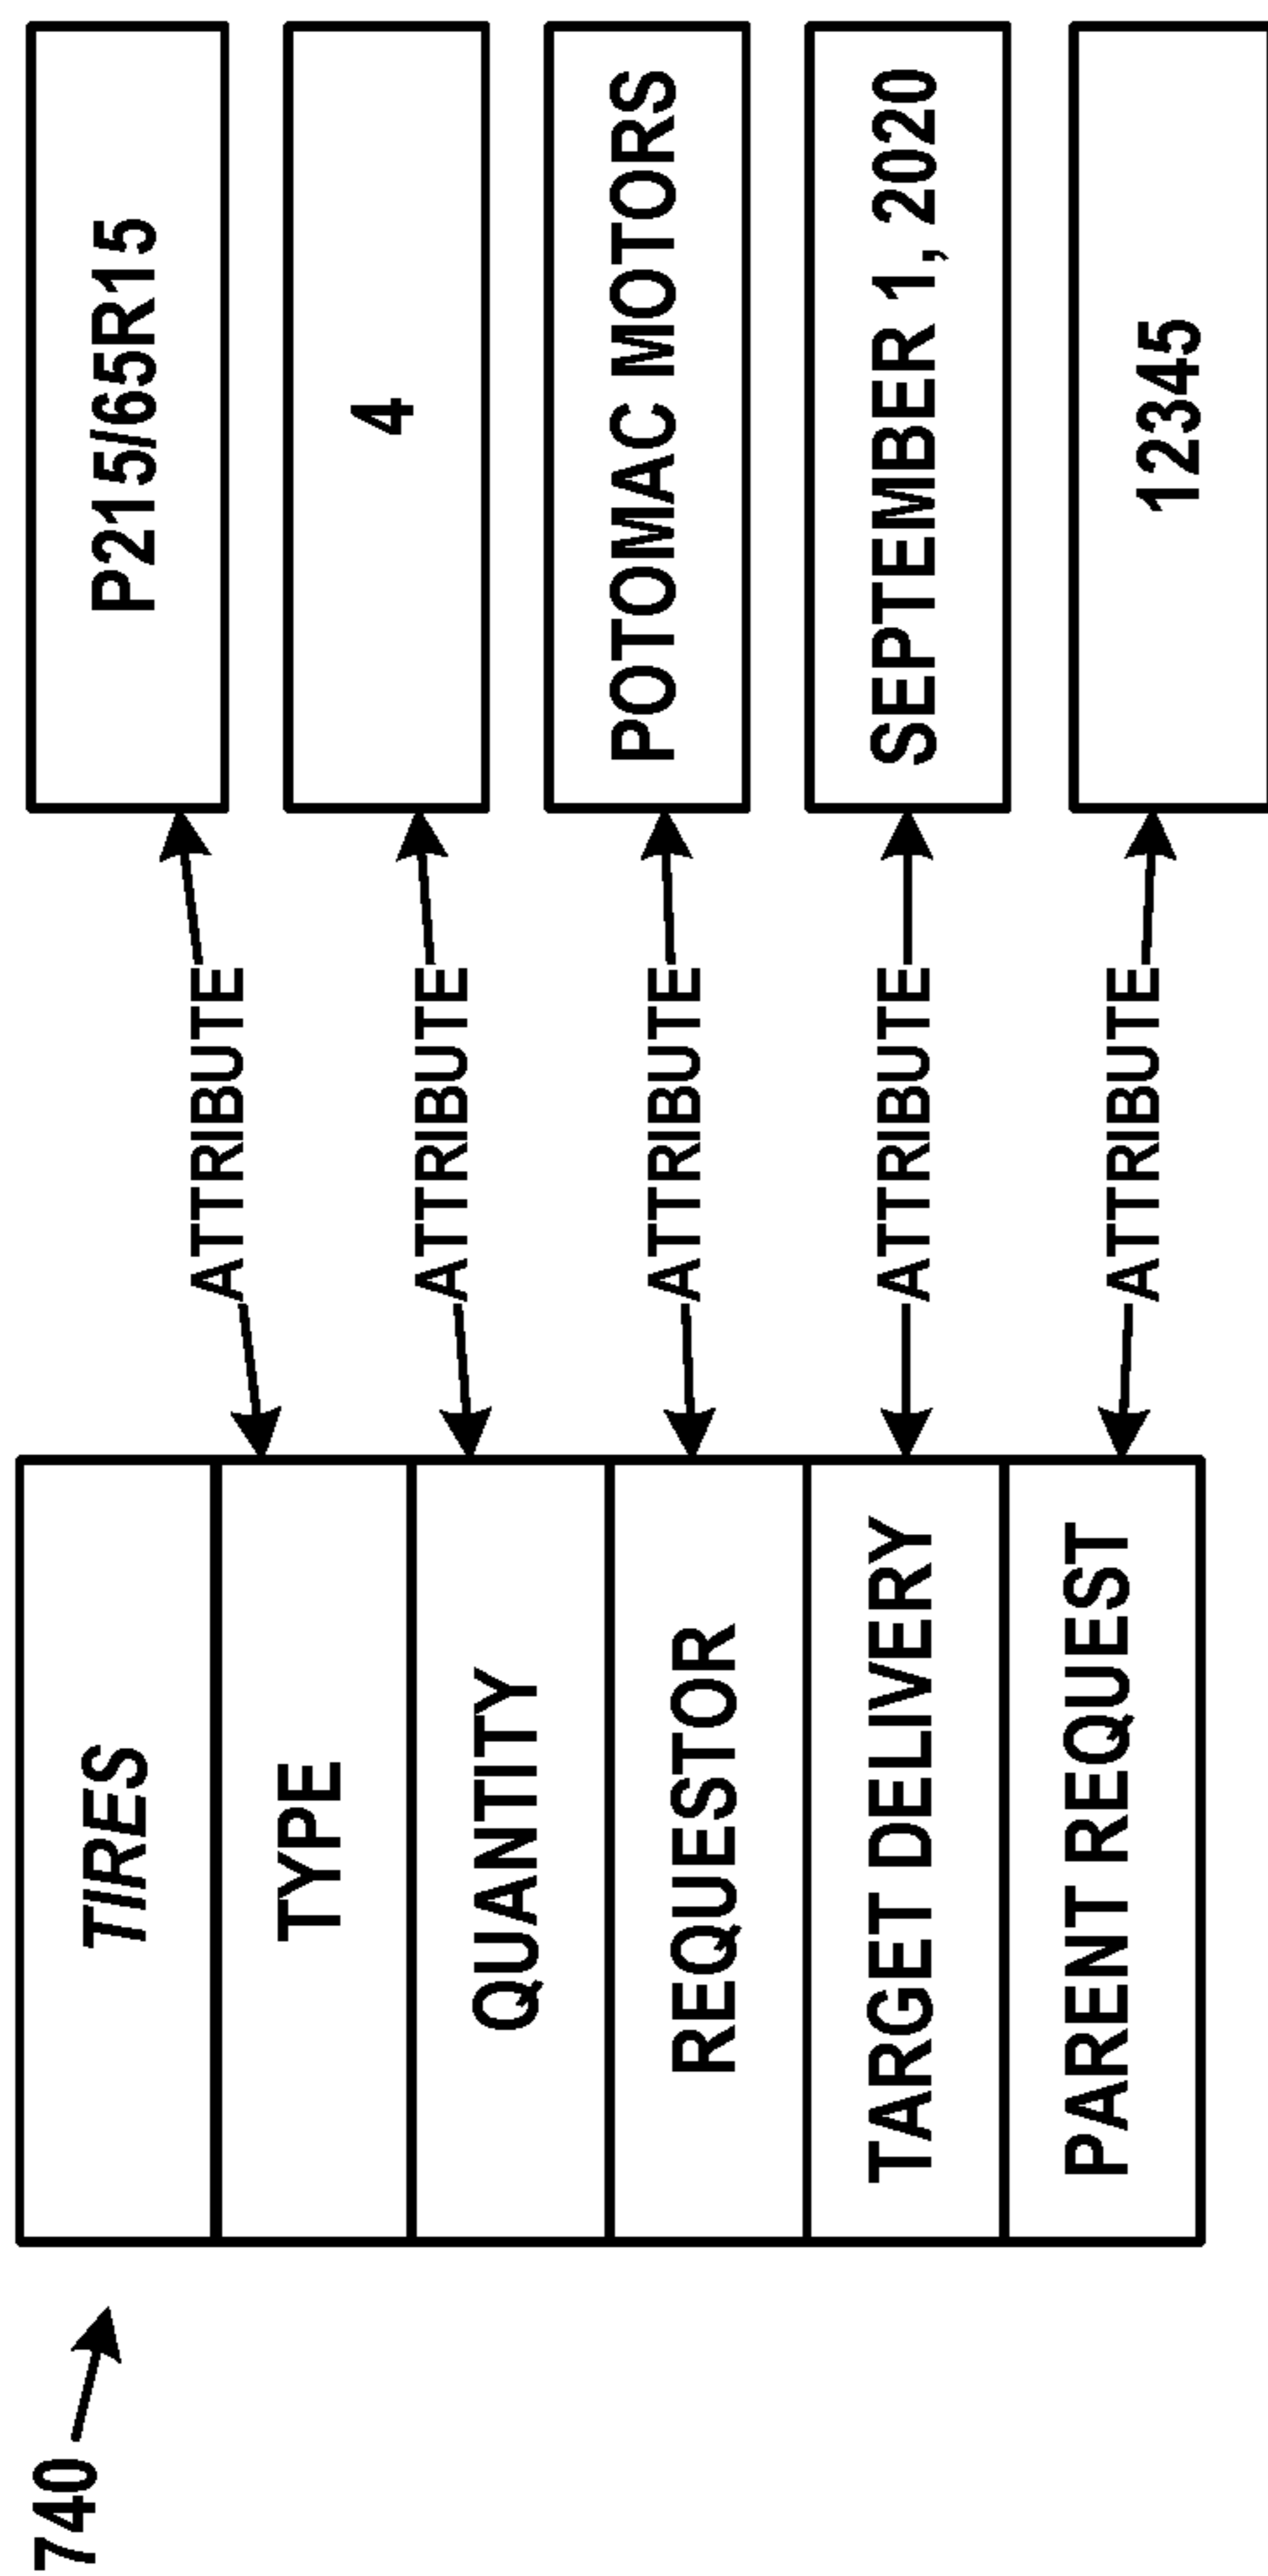 740
TIRES
TYPE
ATTRIBUTE
P215/65R15
QUANTITY
ATTRIBUTE
4
REQUESTOR
ATTRIBUTE
POTOMAC MOTORS
TARGET DELIVERY
ATTRIBUTE
SEPTEMBER 1, 2020
PARENT REQUEST
ATTRIBUTE
12345